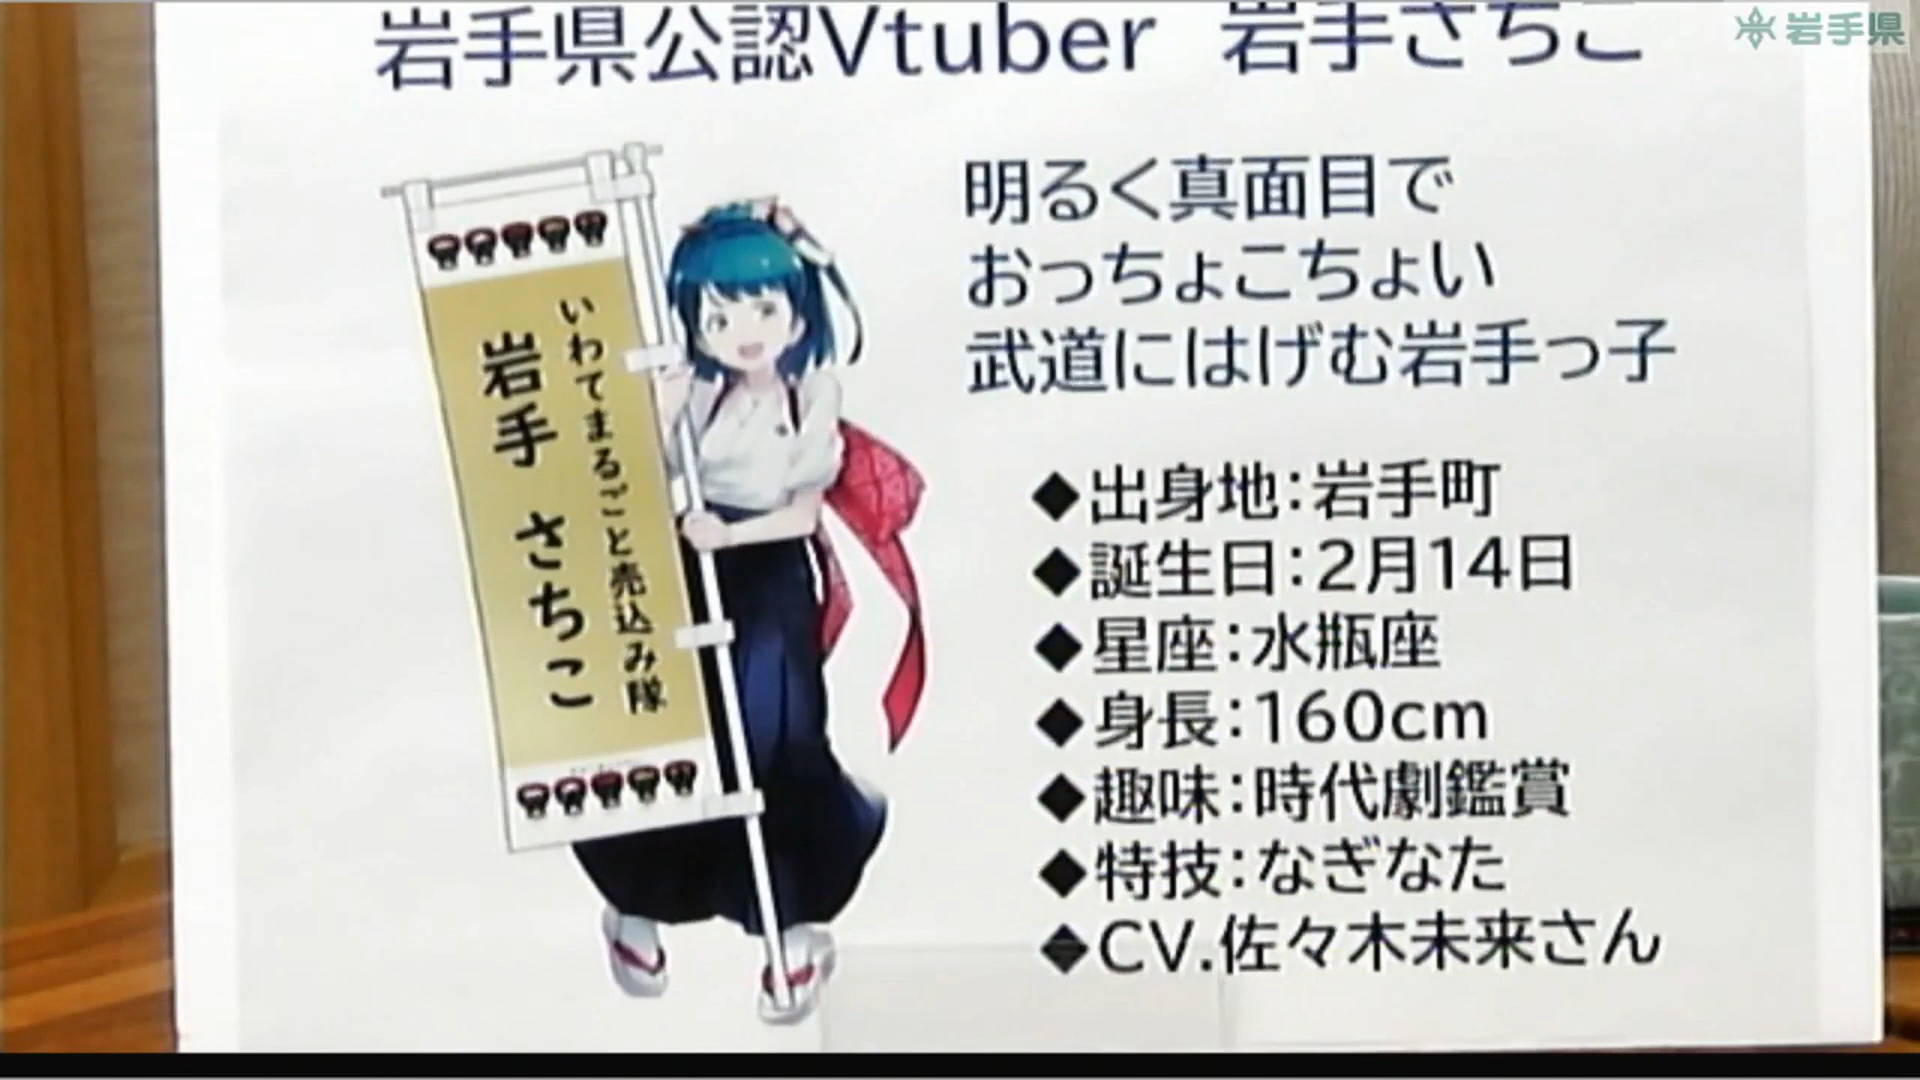 岩手県公認Vtuber 岩手さちこ
岩手県
明るく真面目で
おっちょこちょい
武道にはげむ岩手っ子
いわてまるごと売込み隊
岩手 さちこ
◆出身地:岩手町
◆誕生日:2月14日
◆星座:水瓶座
◆身長:160cm
◆趣味:時代劇鑑賞
◆特技:なぎなた
◆CV.佐々木未来さん